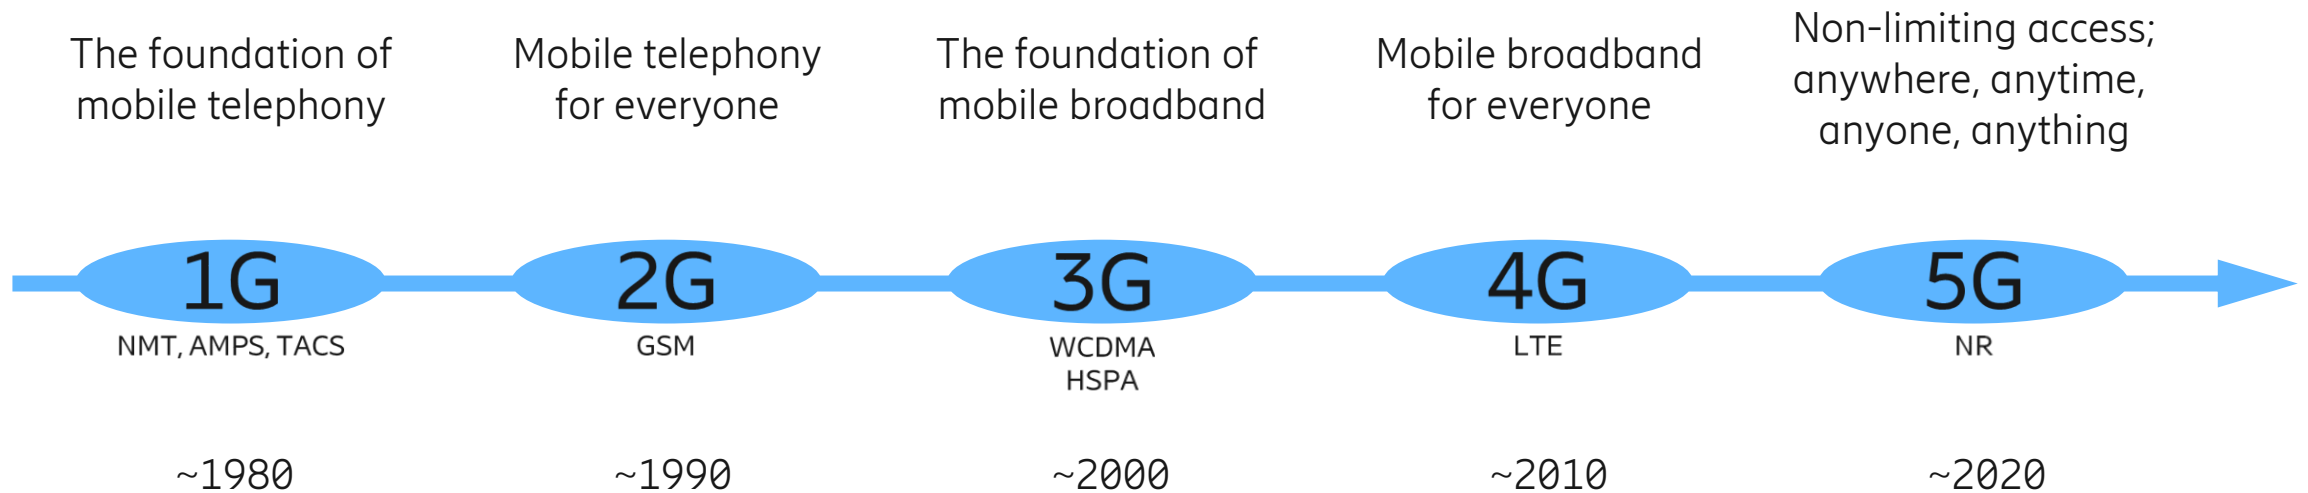 The foundation of
mobile telephony
Mobile telephony
for everyone
The foundation of
mobile broadband
Mobile broadband
for everyone
Non-limiting access;
anywhere, anytime,
anyone, anything
1G
2G
3G
4G
5G
NMT, AMPS, TACS
GSM
WCDMA
HSPA
LTE
NR
~1980
~1990
~2000
~2010
~2020